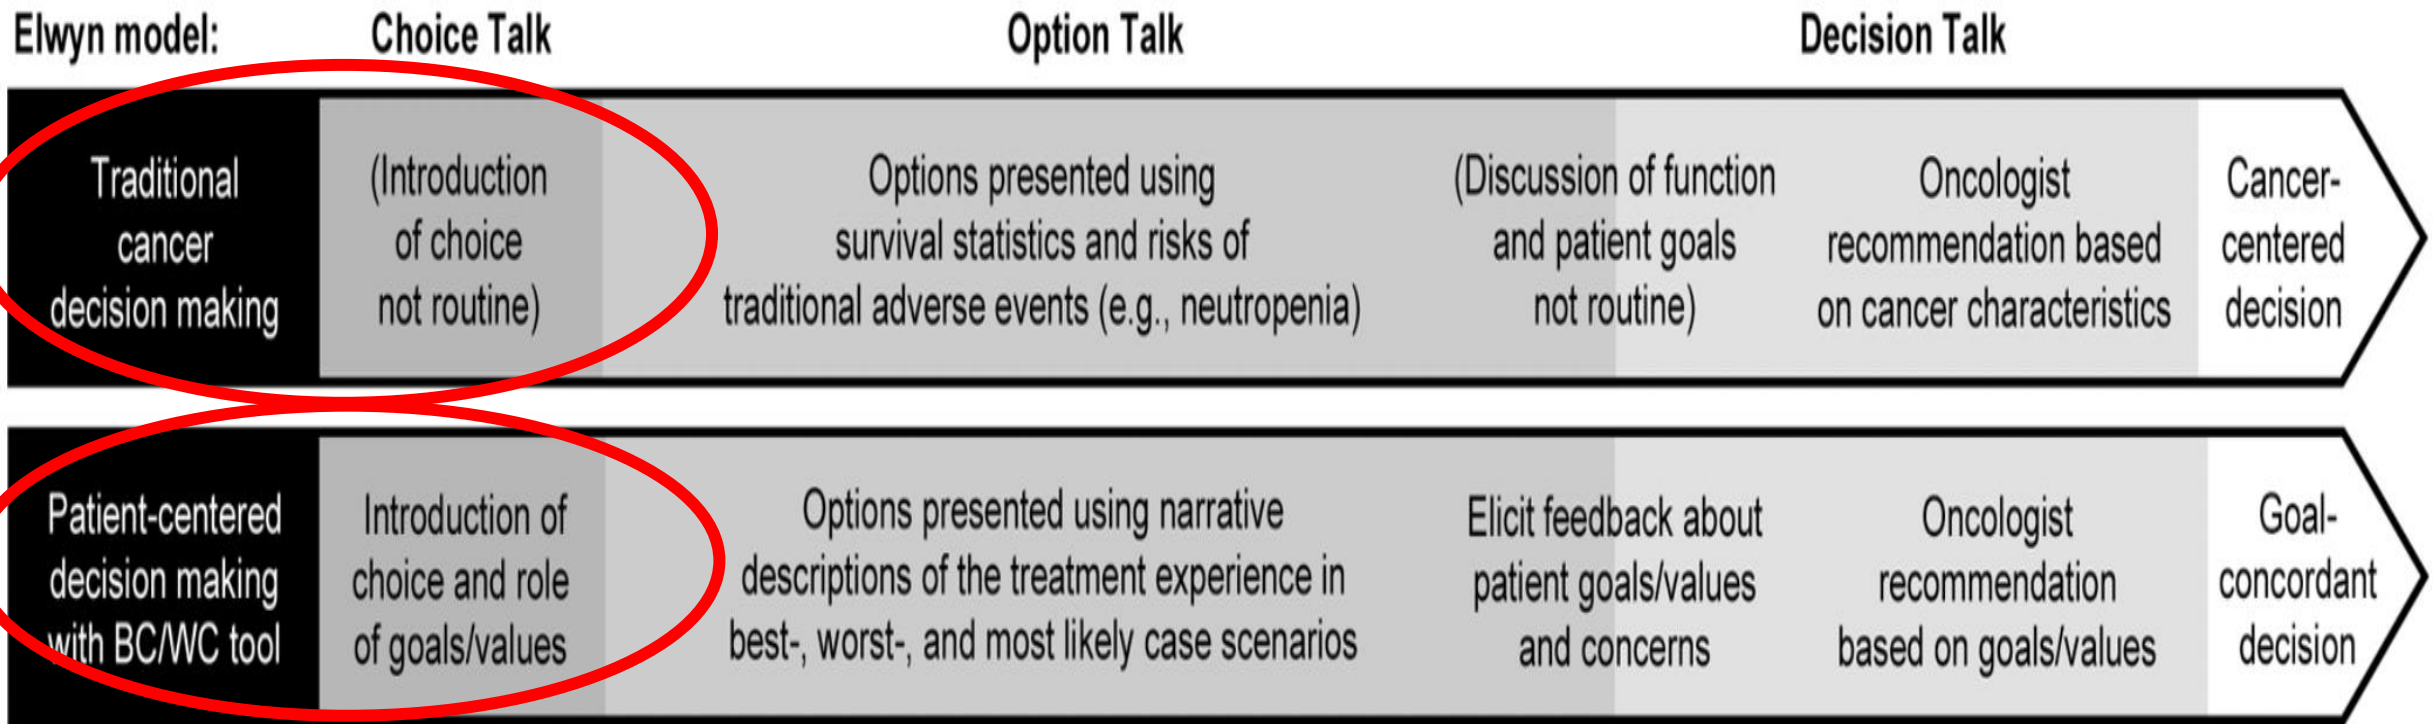 Elwyn model: Choice Talk Option Talk Decision Talk
Traditional
cancer
decision making
(Introduction
of choice
not routine)
Options presented using
survival statistics and risks of
traditional adverse events (e.g., neutropenia)
(Discussion of function
and patient goals
not routine)
Oncologist
recommendation based
on cancer characteristics
Cancer-
centered
decision
Patient-centered
decision making
with BC/WC tool
Introduction of
choice and role
of goals/values
Options presented using narrative
descriptions of the treatment experience in
best-, worst-, and most likely case scenarios
Elicit feedback about
patient goals/values
and concerns
Oncologist
recommendation
based on goals/values
Goal-
concordant
decision